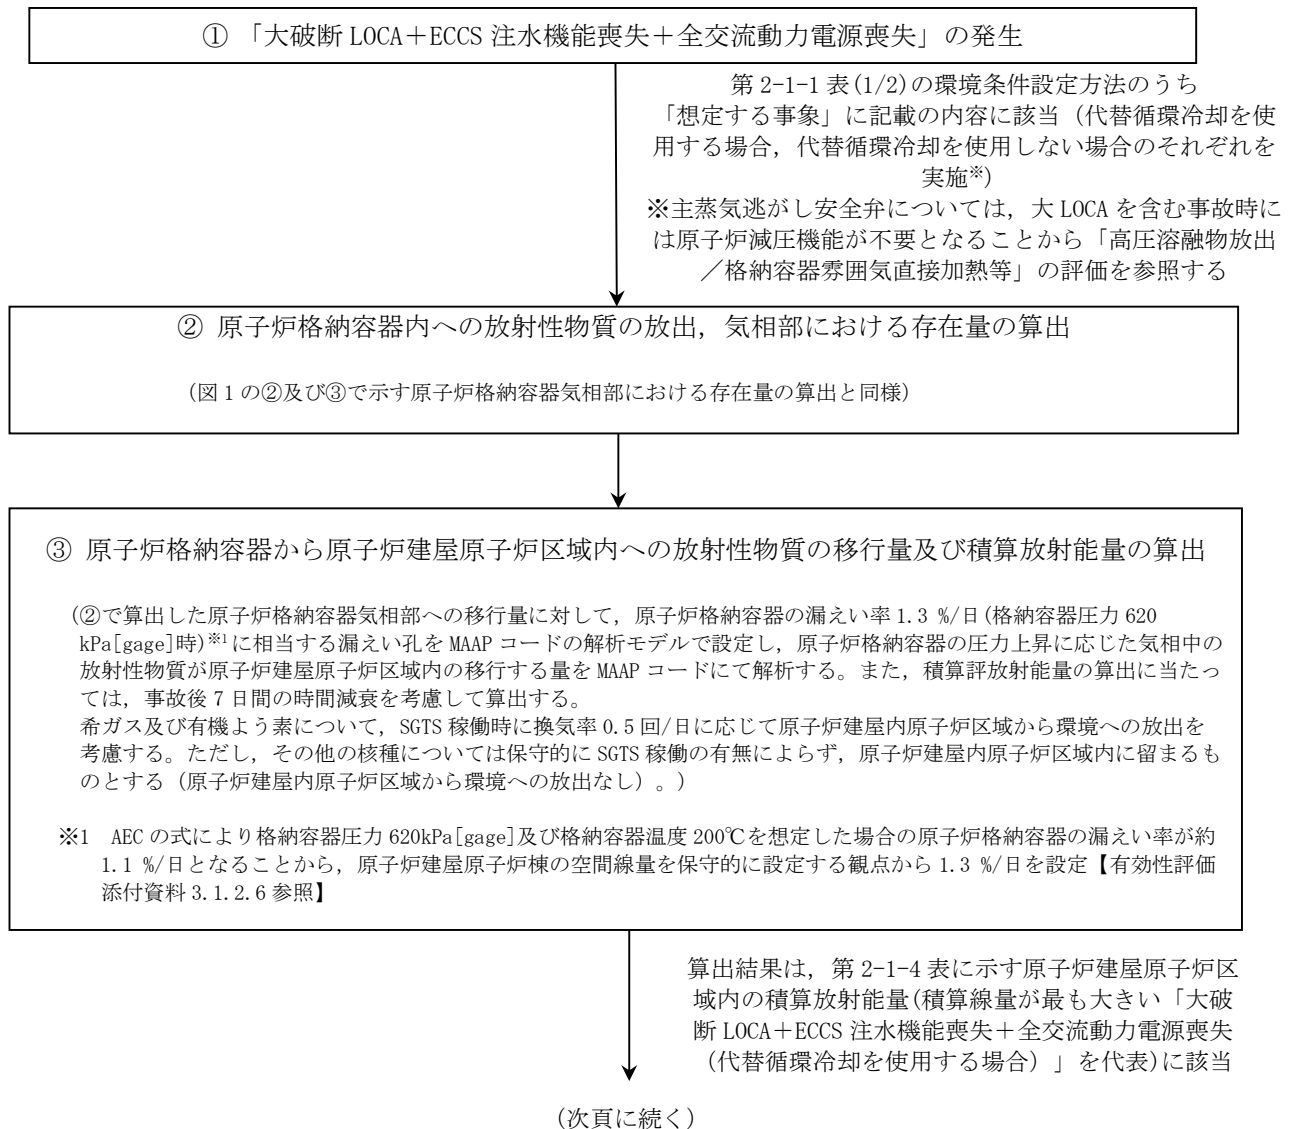 ① 「大破断 LOCA＋ECCS 注水機能喪失＋全交流動力電源喪失」の発生
第 2-1-1 表(1/2)の環境条件設定方法のうち
「想定する事象」に記載の内容に該当（代替循環冷却を使
用する場合，代替循環冷却を使用しない場合のそれぞれを
実施※）
※主蒸気逃がし安全弁については，大 LOCA を含む事故時に
は原子炉減圧機能が不要となることから「高圧溶融物放出
／格納容器雰囲気直接加熱等」の評価を参照する
② 原子炉格納容器内への放射性物質の放出，気相部における存在量の算出
（図 1 の②及び③で示す原子炉格納容器気相部における存在量の算出と同様）
③ 原子炉格納容器から原子炉建屋原子炉区域内への放射性物質の移行量及び積算放射能量の算出
（②で算出した原子炉格納容器気相部への移行量に対して，原子炉格納容器の漏えい率 1.3 %/日(格納容器圧力 620
kPa[gage]時)※1 に相当する漏えい孔を MAAP コードの解析モデルで設定し，原子炉格納容器の圧力上昇に応じた気相中の
放射性物質が原子炉建屋原子炉区域内の移行する量を MAAP コードにて解析する。また，積算評放射能量の算出に当たっ
ては，事故後 7 日間の時間減衰を考慮して算出する。
希ガス及び有機よう素について，SGTS 稼働時に換気率 0.5 回/日に応じて原子炉建屋内原子炉区域から環境への放出を
考慮する。ただし，その他の核種については保守的に SGTS 稼働の有無によらず，原子炉建屋内原子炉区域内に留まるも
のとする（原子炉建屋内原子炉区域から環境への放出なし）。）
※1 AEC の式により格納容器圧力 620kPa[gage]及び格納容器温度 200℃を想定した場合の原子炉格納容器の漏えい率が約
1.1 %/日となることから，原子炉建屋原子炉棟の空間線量を保守的に設定する観点から 1.3 %/日を設定【有効性評価
添付資料 3.1.2.6 参照】
算出結果は，第 2-1-4 表に示す原子炉建屋原子炉区
域内の積算放射能量(積算線量が最も大きい「大破
断 LOCA＋ECCS 注水機能喪失＋全交流動力電源喪失
（代替循環冷却を使用する場合）」を代表)に該当
（次頁に続く）